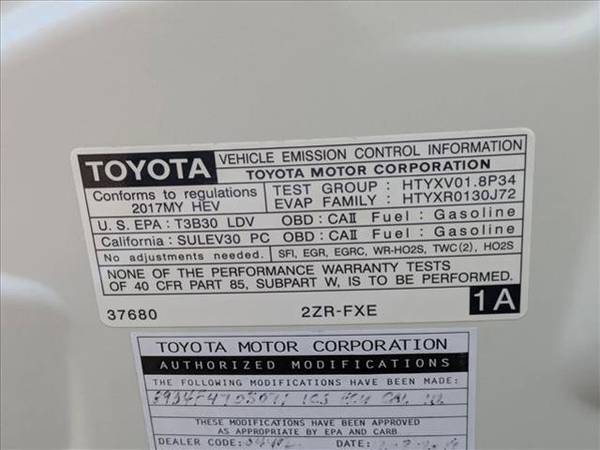 TOYOTA VEHICLE EMISSION CONTROL INFORMATION
TOYOTA MOTOR CORPORATION
Conforms to regulations
2017MY HEV
TEST GROUP : HTYXV01.8P34
EVAP FAMILY : HTYXR0130J72
U.S. EPA : T3B30 LDV OBD : CAⅡ Fuel : Gasoline
California : SULEV30 PC OBD : CAⅡ Fuel : Gasoline
No adjustments needed. SFI, EGR, EGRC, WR-HO2S, TWC(2), HO2S
NONE OF THE PERFORMANCE WARRANTY TESTS
OF 40 CFR PART 85, SUBPART W, IS TO BE PERFORMED.
1A
37680 2ZR-FXE
TOYOTA MOTOR CORPORATION
AUTHORIZED MODIFICATIONS
THE FOLLOWING MODIFICATIONS HAVE BEEN MADE:
THESE MODIFICATIONS HAVE BEEN APPROVED
AS APPROPRIATE BY EPA AND CARB
DEALER CODE: DATE: